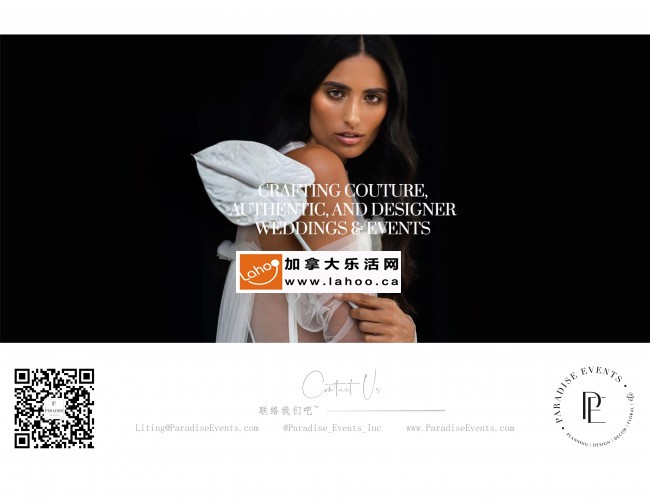 CRAFTING COUTURE,
AUTHENTIC, AND DESIGNER
WEDDINGS & EVENTS
Lahoo
加拿大乐活网
www.lahoo.ca
Contact Us
联络我们吧~
Liting@ParadiseEvents.com @Paradise_Events_Inc www.ParadiseEvents.com
PARADISE EVENTS
PE
PLANNING | DESIGN | DECOR | FLORAL